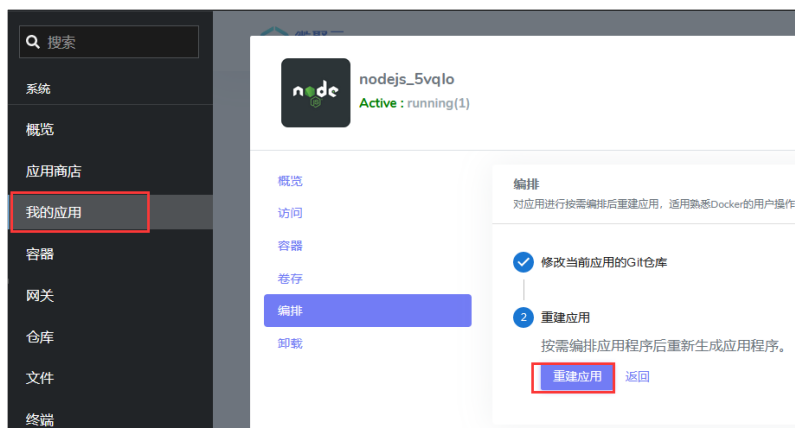 搜索
系统
概览
应用商店
我的应用
容器
网关
仓库
文件
终端
node
nodejs_5vqlo
Active : running(1)
概览
访问
容器
卷存
编排
卸载
编排
对应用进行按需编排后重建应用，适用熟悉Docker的用户操作
修改当前应用的Git仓库
2 重建应用
按需编排应用程序后重新生成应用程序。
重建应用 返回